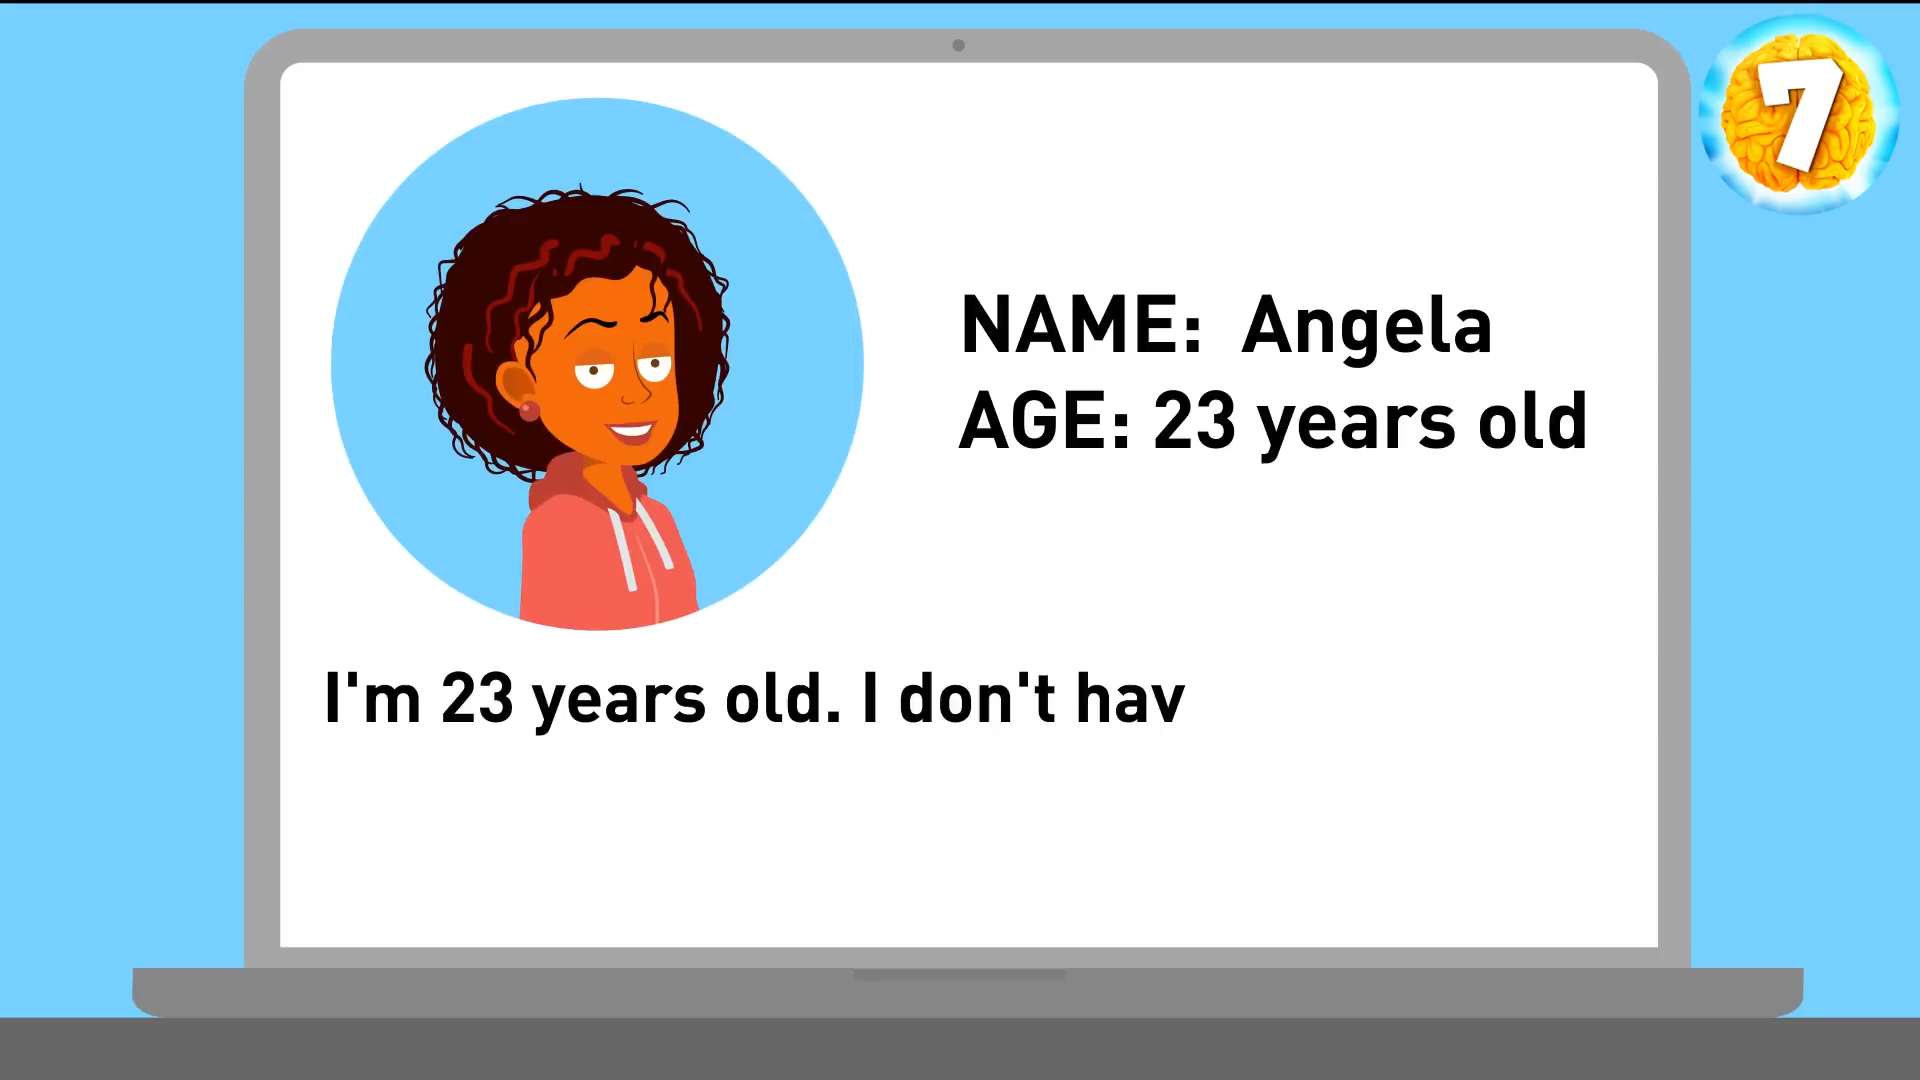 7
NAME: Angela
AGE: 23 years old
I'm 23 years old. I don't hav